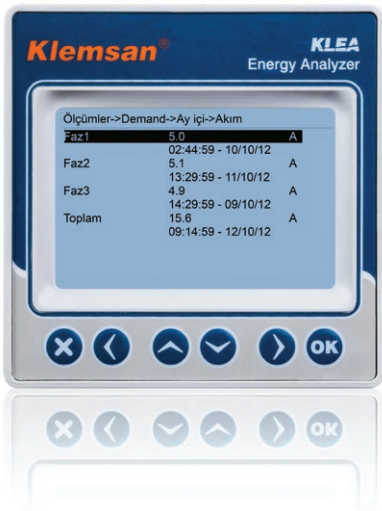 Klemsan®
KLEA
Energy Analyzer
Ölçümler->Demand->Ay içi->Akım
Faz1 5.0 A
02:44:59 - 10/10/12
Faz2 5.1 A
13:29:59 - 11/10/12
Faz3 4.9 A
14:29:59 - 09/10/12
Toplam 15.6 A
09:14:59 - 12/10/12
OK
OK